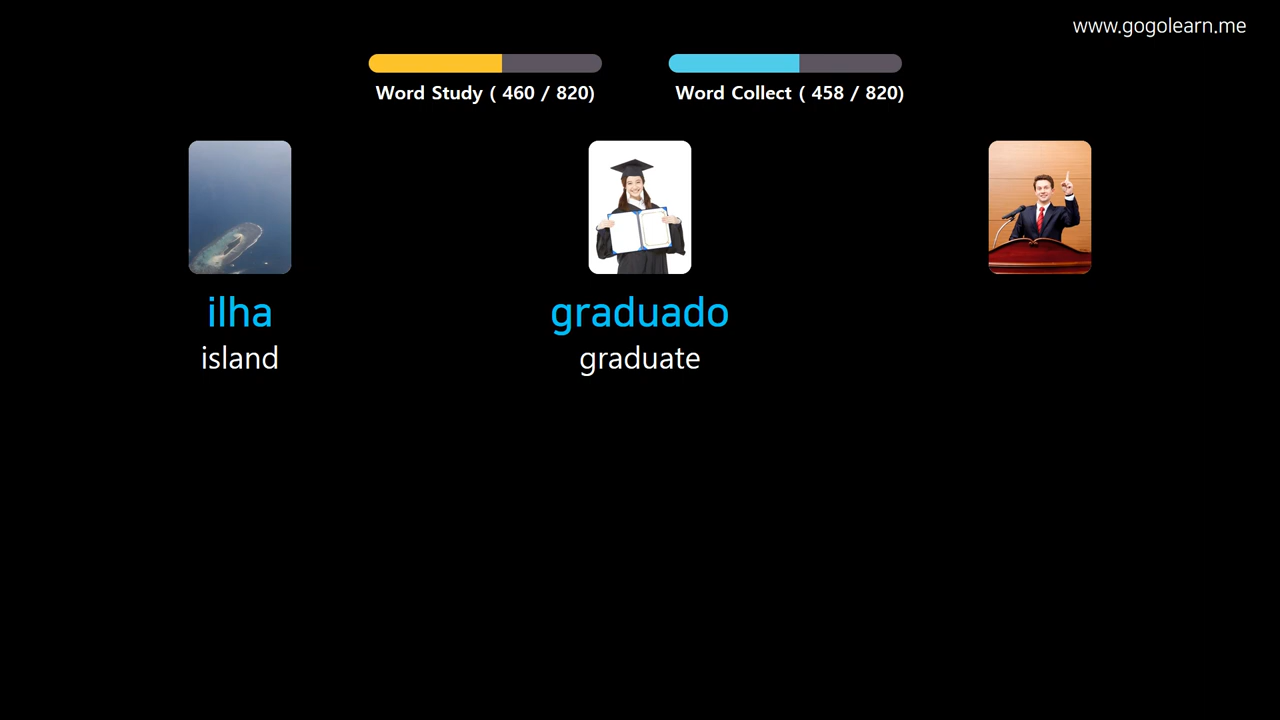 www.gogolearn.me
Word Study ( 460 / 820)
Word Collect ( 458 / 820)
ilha
island
graduado
graduate